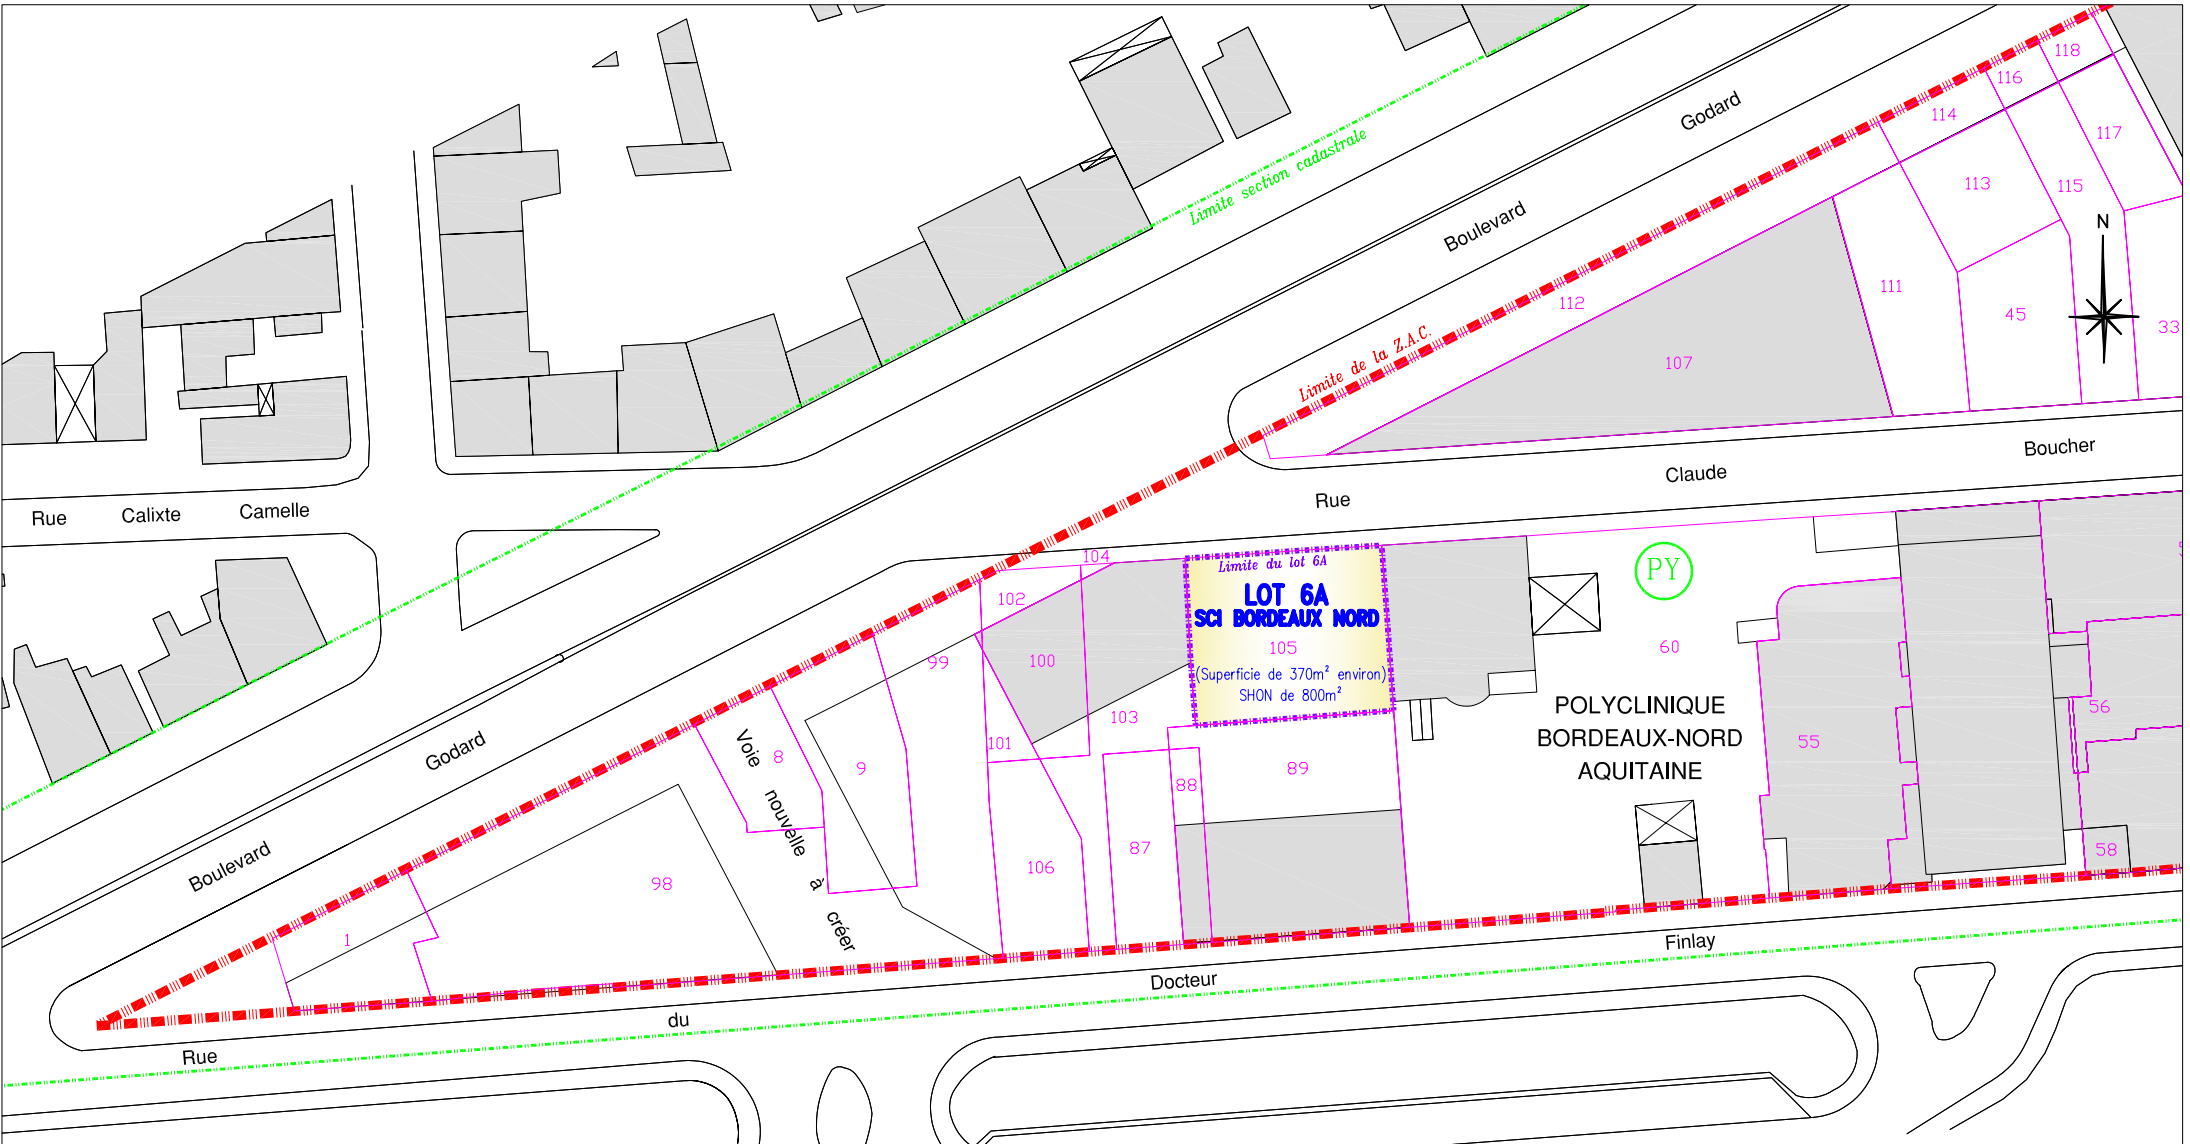 118
116
Godard
114
117
Limite section cadastrale
113
115
Boulevard
N
111
112
45
33
Limite de la Z.A.C.
107
Boucher
Claude
Rue
Rue Calixte Camelle
104
Limite du lot 6A
PY
LOT 6A
SCI BORDEAUX NORD
102
105
60
99
100
(Superficie de 370m² environ)
SHON de 800m²
POLYCLINIQUE
BORDEAUX-NORD
AQUITAINE
103
56
101
55
Godard
Voie nouvelle à créer
8
9
89
88
87
58
Boulevard
106
98
1
Finlay
Docteur
du
Rue